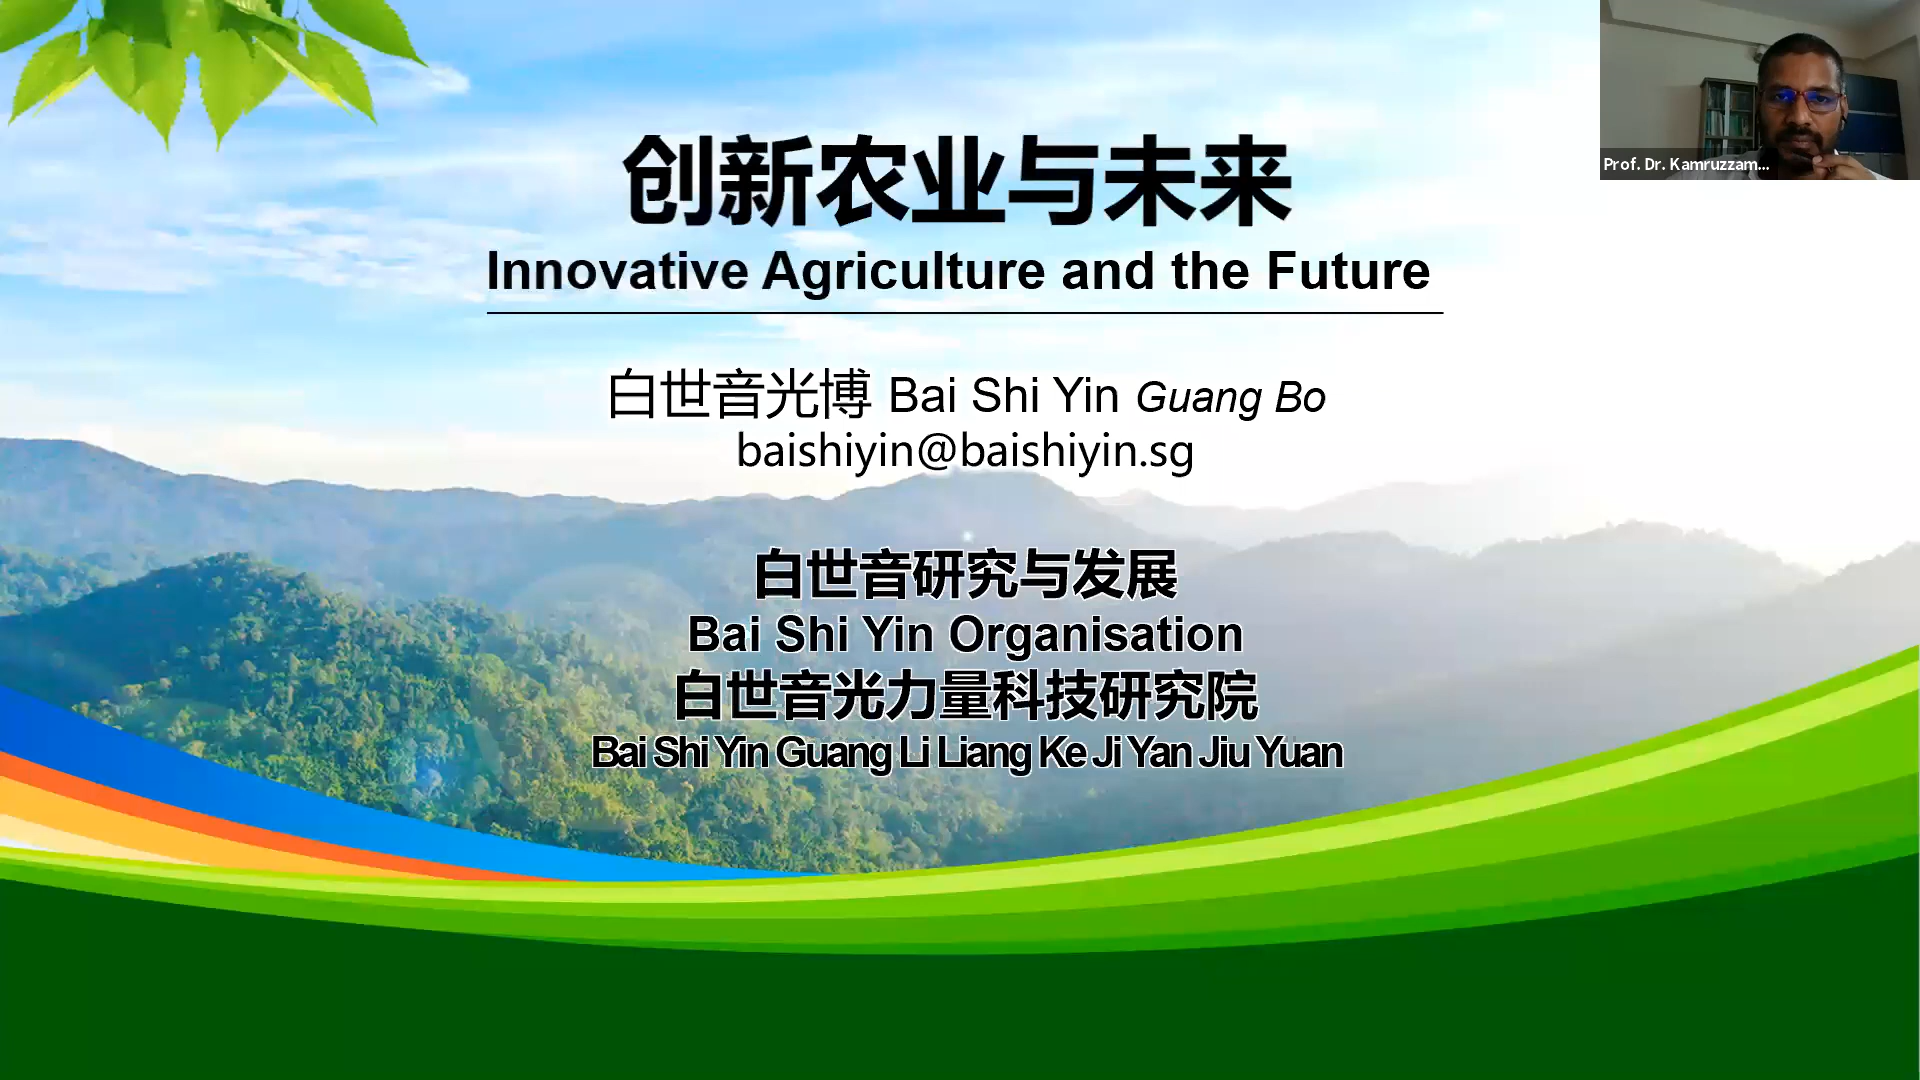 创新农业与未来
Innovative Agriculture and the Future
白世音光博 Bai Shi Yin Guang Bo
baishiyin@baishiyin.sg
白世音研究与发展
Bai Shi Yin Organisation
白世音光力量科技研究院
Bai Shi Yin Guang Li Liang Ke Ji Yan Jiu Yuan
Prof. Dr. Kamruzzam...